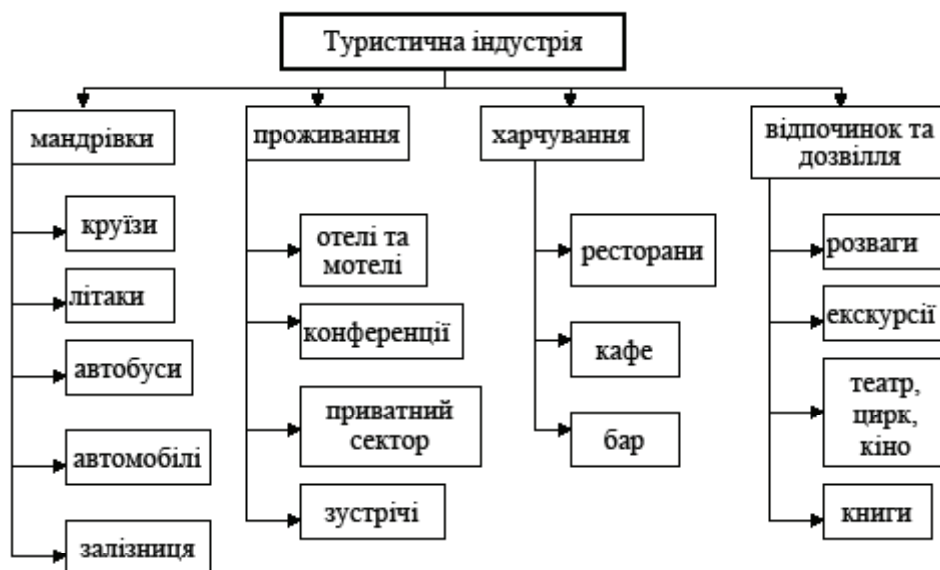 Туристична індустрія
мандрівки
круїзи
літаки
автобуси
автомобілі
залізниця
проживання
отелі та
мотелі
конференції
приватний
сектор
зустрічі
харчування
ресторани
кафе
бар
відпочинок та
дозвілля
розваги
екскурсії
театр,
цирк,
кіно
книги